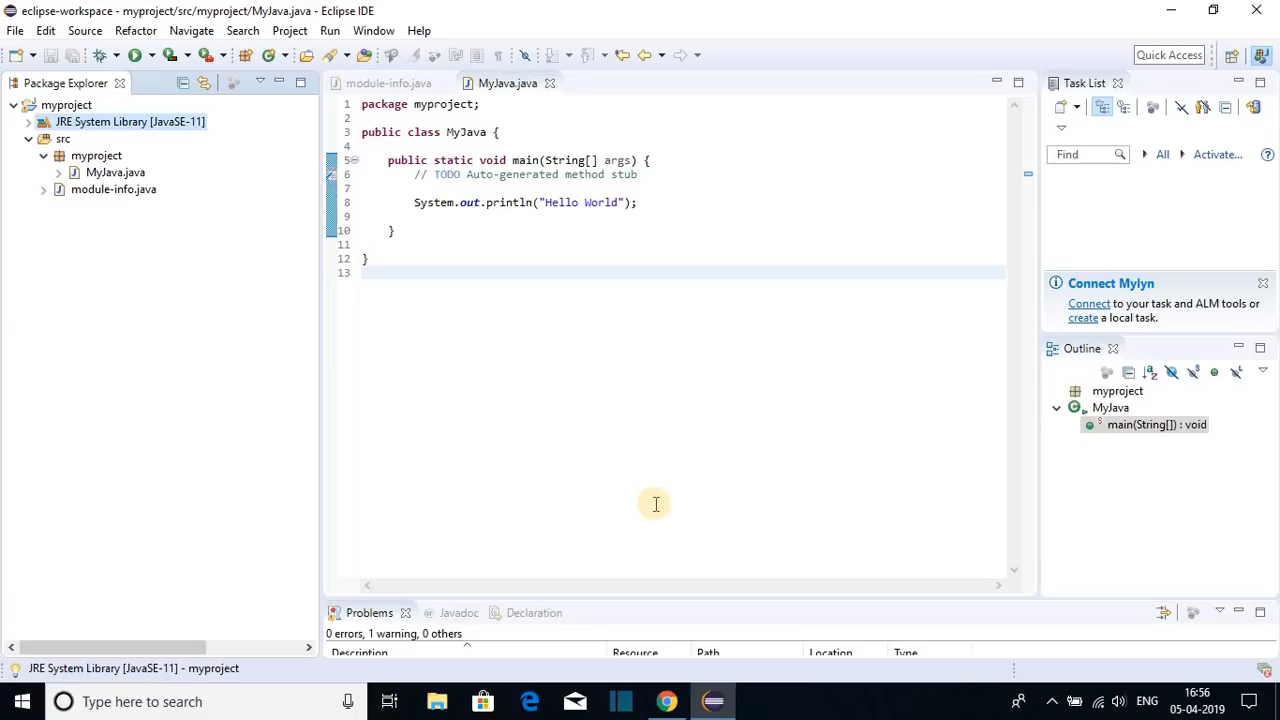 eclipse-workspace - myproject/src/myproject/MyJava.java - Eclipse IDE
File Edit Source Refactor Navigate Search Project Run Window Help
Quick Access
Package Explorer
myproject
JRE System Library [JavaSE-11]
src
myproject
MyJava.java
module-info.java
module-info.java
MyJava.java
1 package myproject;
2
3 public class MyJava {
4
5 public static void main(String[] args) {
6 // TODO Auto-generated method stub
7
8 System.out.println("Hello World");
9
10 }
11
12 }
13
Task List
Find All Activate...
Connect Mylyn
Connect to your task and ALM tools or
create a local task.
Outline
myproject
MyJava
main(String[]) : void
Problems @ Javadoc Declaration
0 errors, 1 warning, 0 others
Description Resource Path Location Type
JRE System Library [JavaSE-11] - myproject
Type here to search
ENG
16:56
05-04-2019